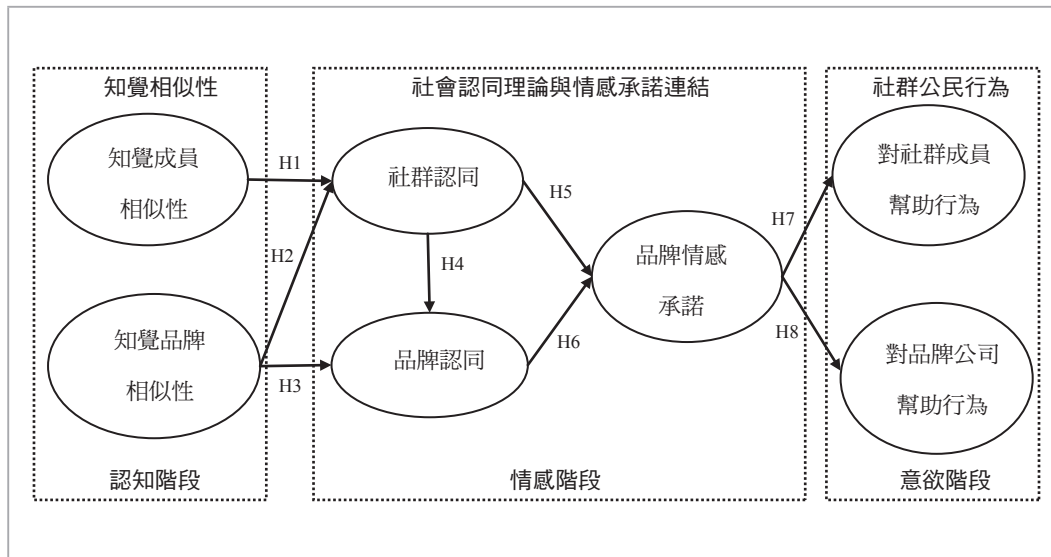 知覺相似性
社會認同理論與情感承諾連結
社群公民行為
知覺成員
相似性
H1
社群認同
H5
對社群成員
幫助行為
H7
H2
H4
品牌情感
承諾
知覺品牌
相似性
H3
品牌認同
H6
H8
對品牌公司
幫助行為
認知階段
情感階段
意欲階段